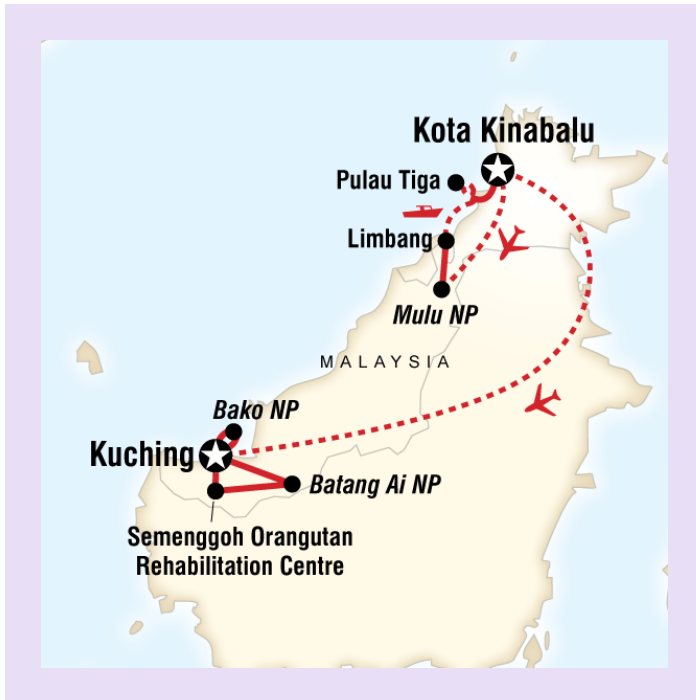 Kota Kinabalu
Pulau Tiga
Limbang
Mulu NP
MALAYSIA
Bako NP
Kuching
Batang Ai NP
Semenggoh Orangutan
Rehabilitation Centre